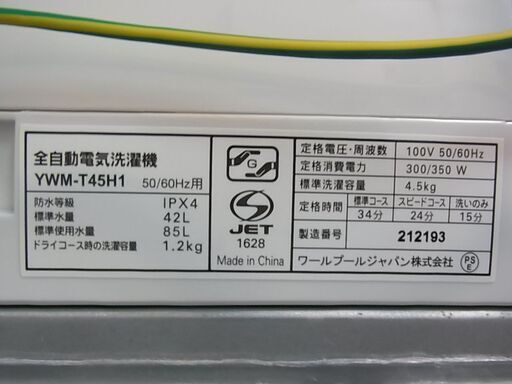 全自動電気洗濯機
YWM-T45H1 50/60Hz用
防水等級 IPX4
標準水量 42L
標準使用水量 85L
ドライコース時の洗濯容量 1.2kg
G
S
JET
1628
Made in China
定格電圧・周波数 100V 50/60Hz
定格消費電力 300/350 W
標準洗濯容量 4.5kg
定格時間 標準コース スピードコース 洗いのみ
34分 24分 15分
製造番号 212193
ワールプールジャパン株式会社 PSE